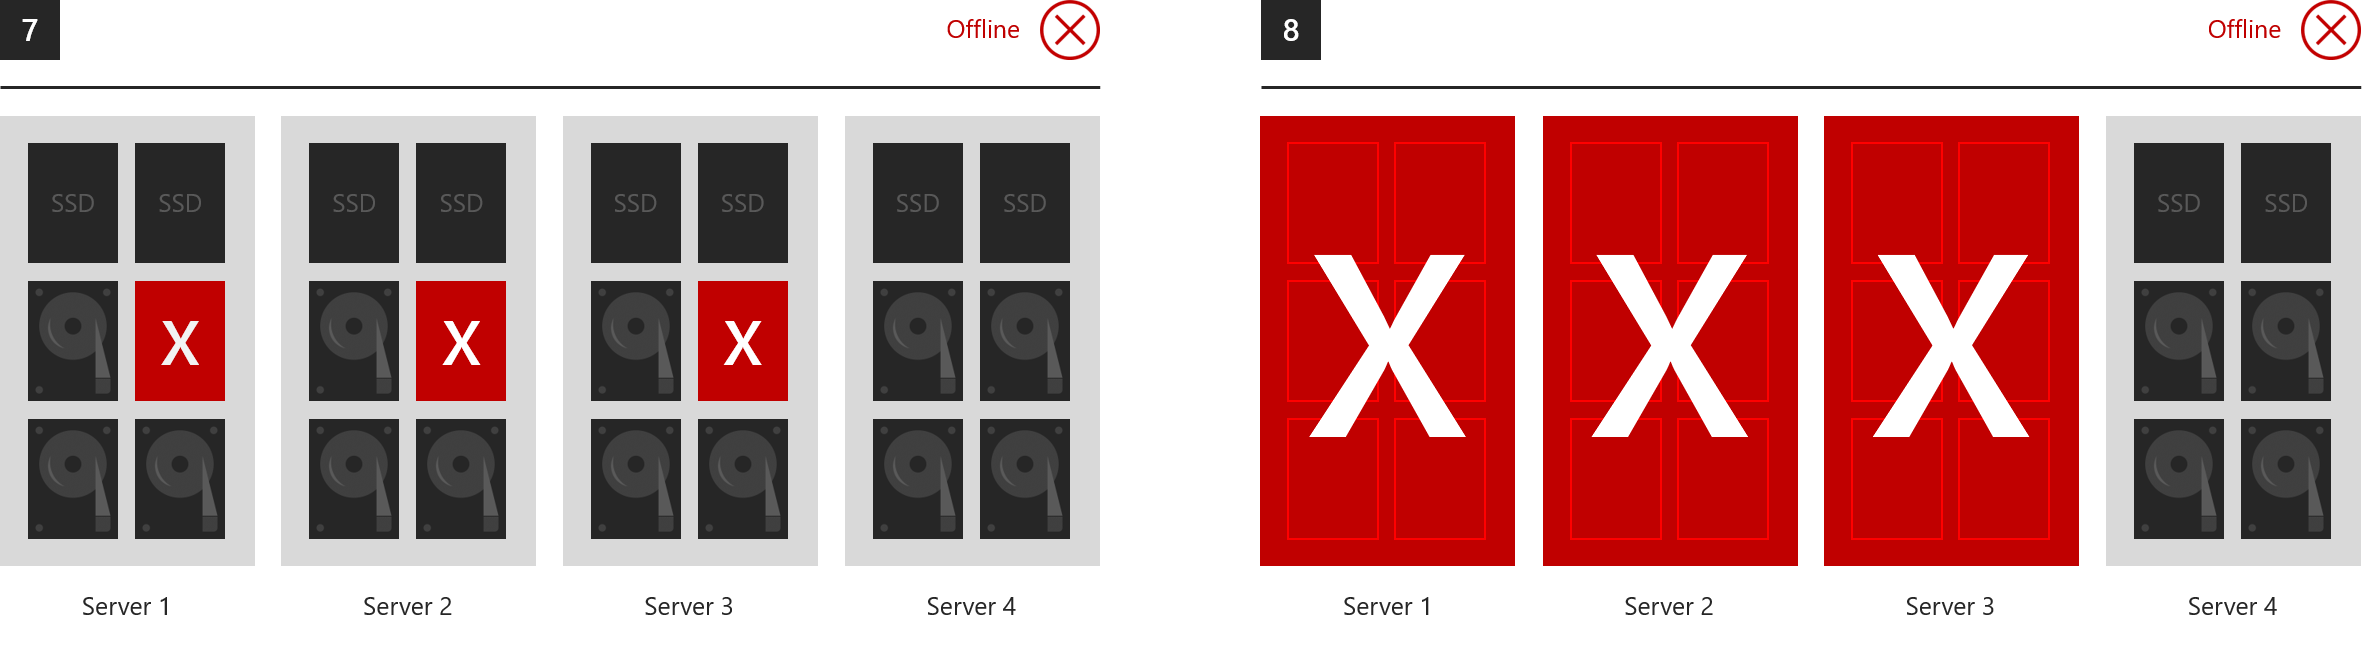 7
Offline
SSD SSD SSD SSD SSD SSD SSD SSD
X X X
Server 1 Server 2 Server 3 Server 4
8
Offline
SSD SSD
X X X
Server 1 Server 2 Server 3 Server 4